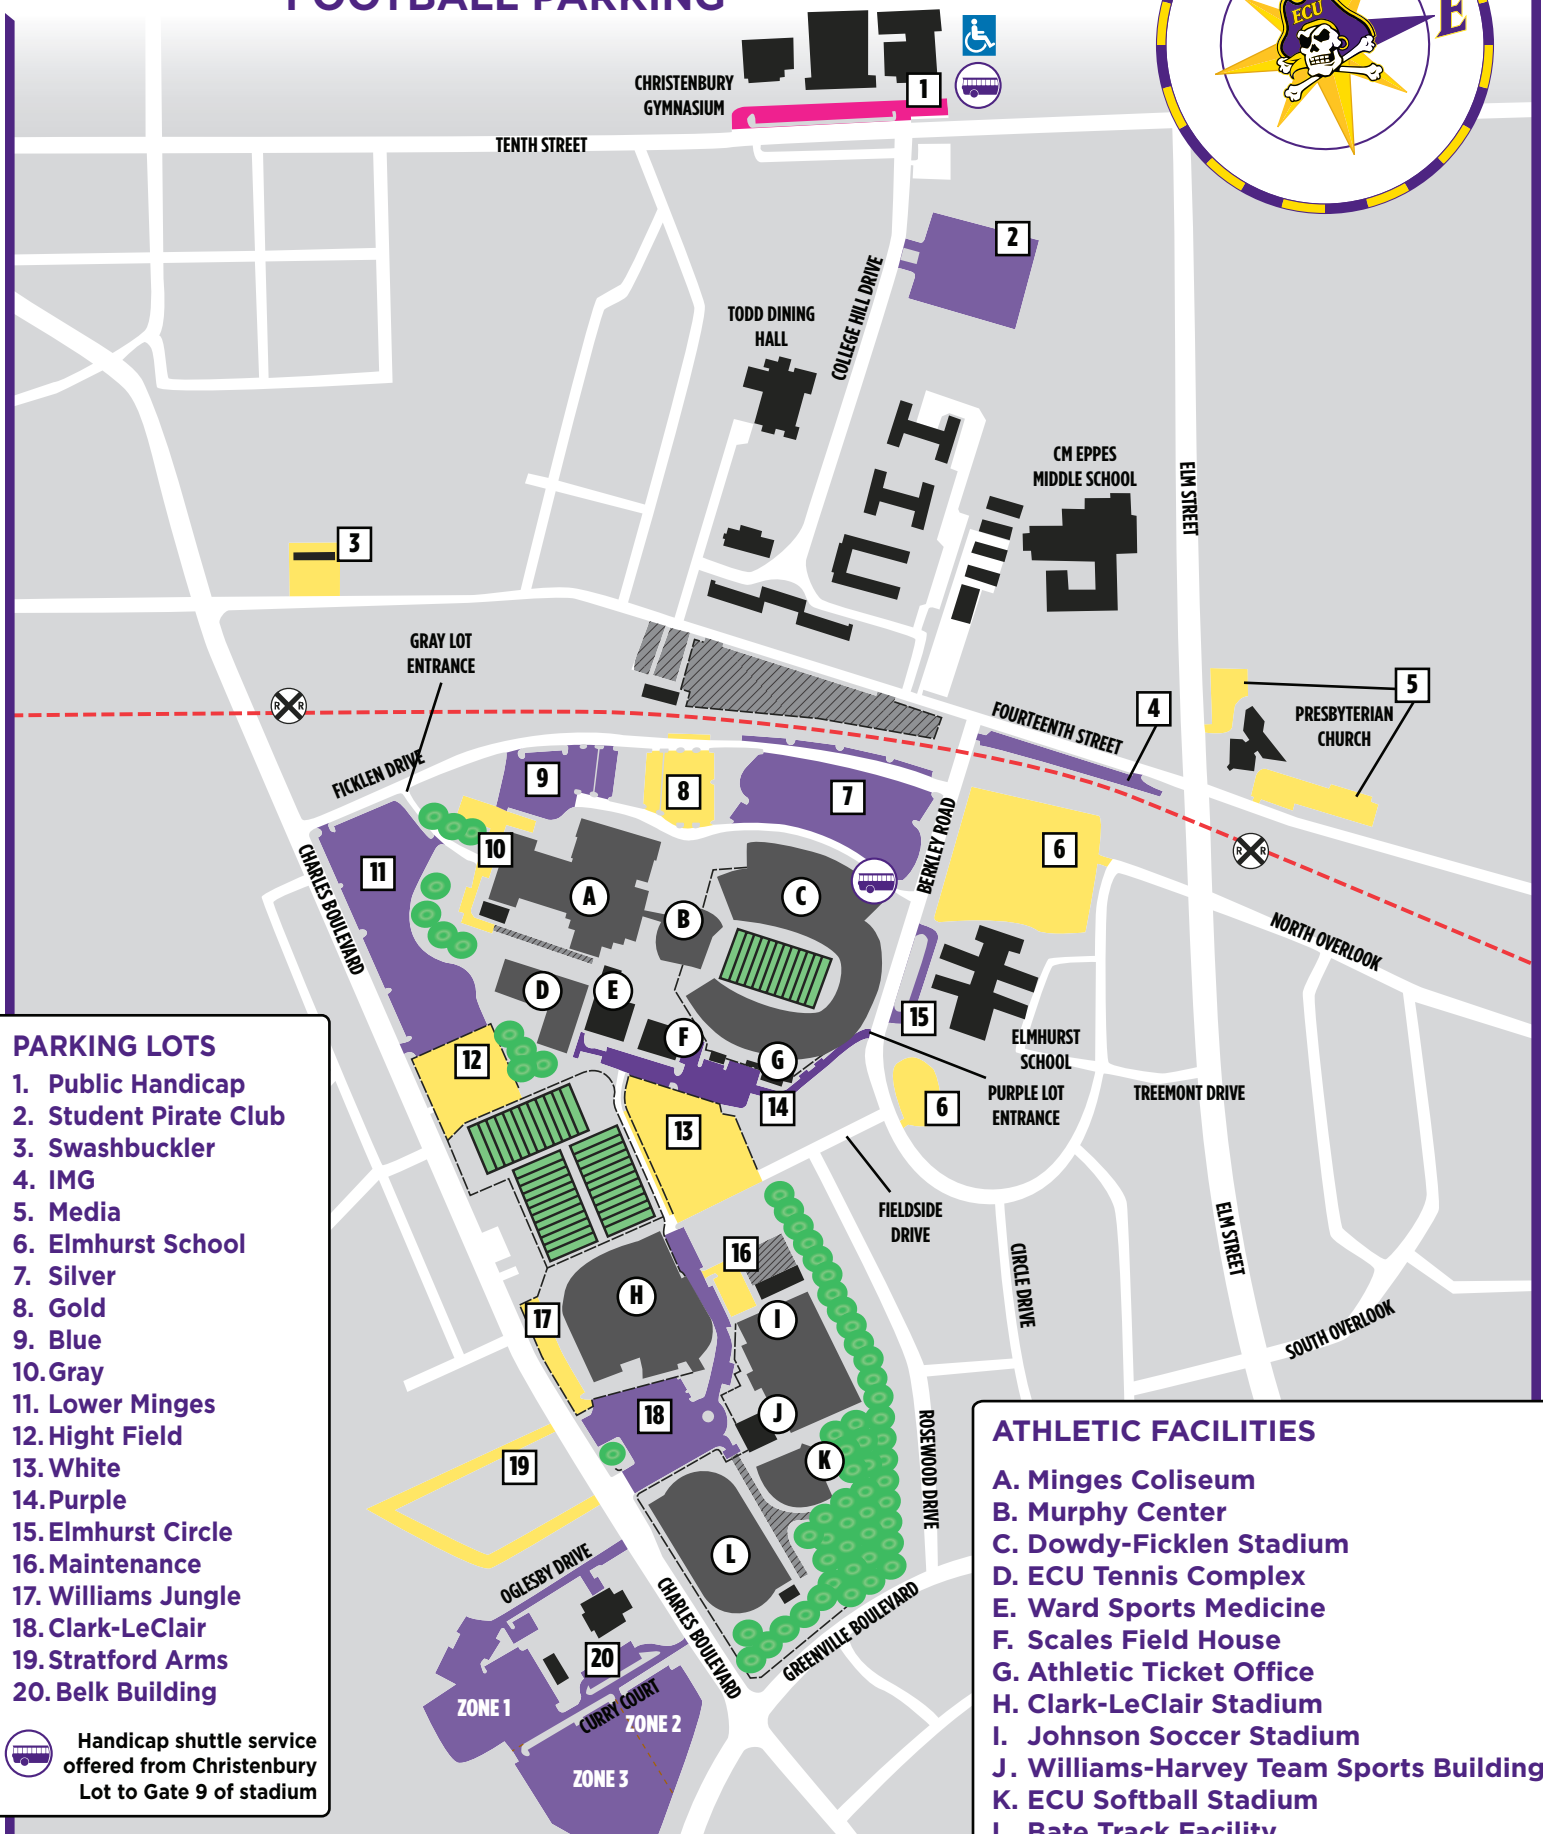 FOOTBALL PARKING
ECU
E
CHRISTENBURY
GYMNASIUM
1
TENTH STREET
2
COLLEGE HILL DRIVE
TODD DINING
HALL
CM EPPES
MIDDLE SCHOOL
ELM STREET
3
GRAY LOT
ENTRANCE
R R
5
4
PRESBYTERIAN
CHURCH
FOURTEENTH STREET
FICKLEN DRIVE
9
8
7
BERKLEY ROAD
6
R R
10
11
A
B
C
CHARLES BOULEVARD
NORTH OVERLOOK
D
E
15
F
G
12
ELMHURST
SCHOOL
PURPLE LOT
ENTRANCE
TREEMONT DRIVE
14
6
13
FIELDSIDE
DRIVE
ELM STREET
CIRCLE DRIVE
16
H
17
I
SOUTH OVERLOOK
18
J
K
19
ROSEWOOD DRIVE
L
OGLESBY DRIVE
CHARLES BOULEVARD
GREENVILLE BOULEVARD
20
CURRY COURT
ZONE 1
ZONE 2
ZONE 3
PARKING LOTS
1. Public Handicap
2. Student Pirate Club
3. Swashbuckler
4. IMG
5. Media
6. Elmhurst School
7. Silver
8. Gold
9. Blue
10. Gray
11. Lower Minges
12. Hight Field
13. White
14. Purple
15. Elmhurst Circle
16. Maintenance
17. Williams Jungle
18. Clark-LeClair
19. Stratford Arms
20. Belk Building
Handicap shuttle service
offered from Christenbury
Lot to Gate 9 of stadium
ATHLETIC FACILITIES
A. Minges Coliseum
B. Murphy Center
C. Dowdy-Ficklen Stadium
D. ECU Tennis Complex
E. Ward Sports Medicine
F. Scales Field House
G. Athletic Ticket Office
H. Clark-LeClair Stadium
I. Johnson Soccer Stadium
J. Williams-Harvey Team Sports Building
K. ECU Softball Stadium
L. Bate Track Facility